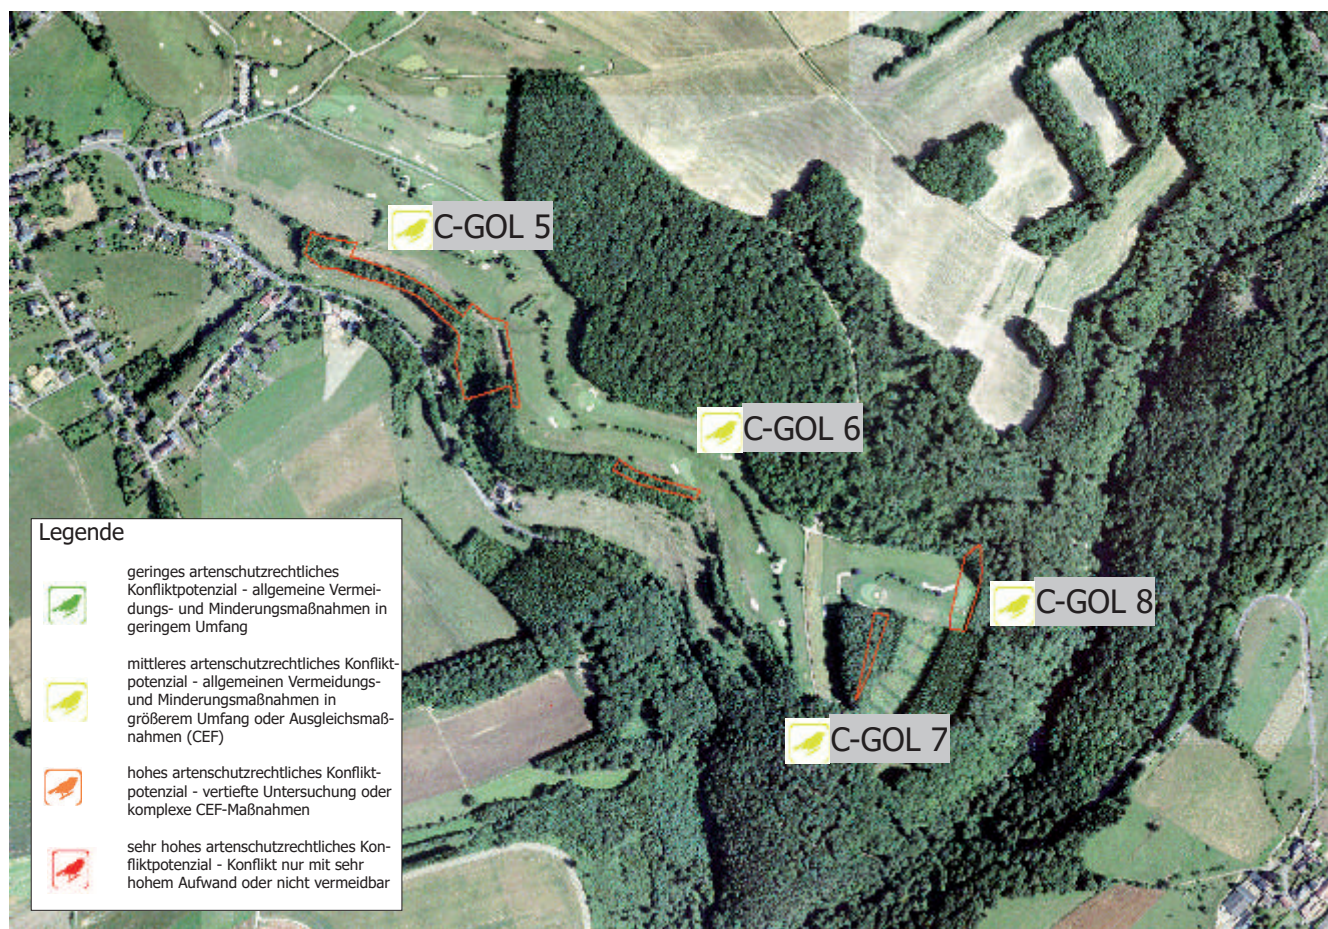 C-GOL 5
C-GOL 6
C-GOL 8
C-GOL 7
Legende
geringes artenschutzrechtliches
Konfliktpotenzial - allgemeine Vermei-
dungs- und Minderungsmaßnahmen in
geringem Umfang
mittleres artenschutzrechtliches Konflikt-
potenzial - allgemeinen Vermeidungs-
und Minderungsmaßnahmen in
größerem Umfang oder Ausgleichsmaß-
nahmen (CEF)
hohes artenschutzrechtliches Konflikt-
potenzial - vertiefte Untersuchung oder
komplexe CEF-Maßnahmen
sehr hohes artenschutzrechtliches Kon-
fliktpotenzial - Konflikt nur mit sehr
hohem Aufwand oder nicht vermeidbar